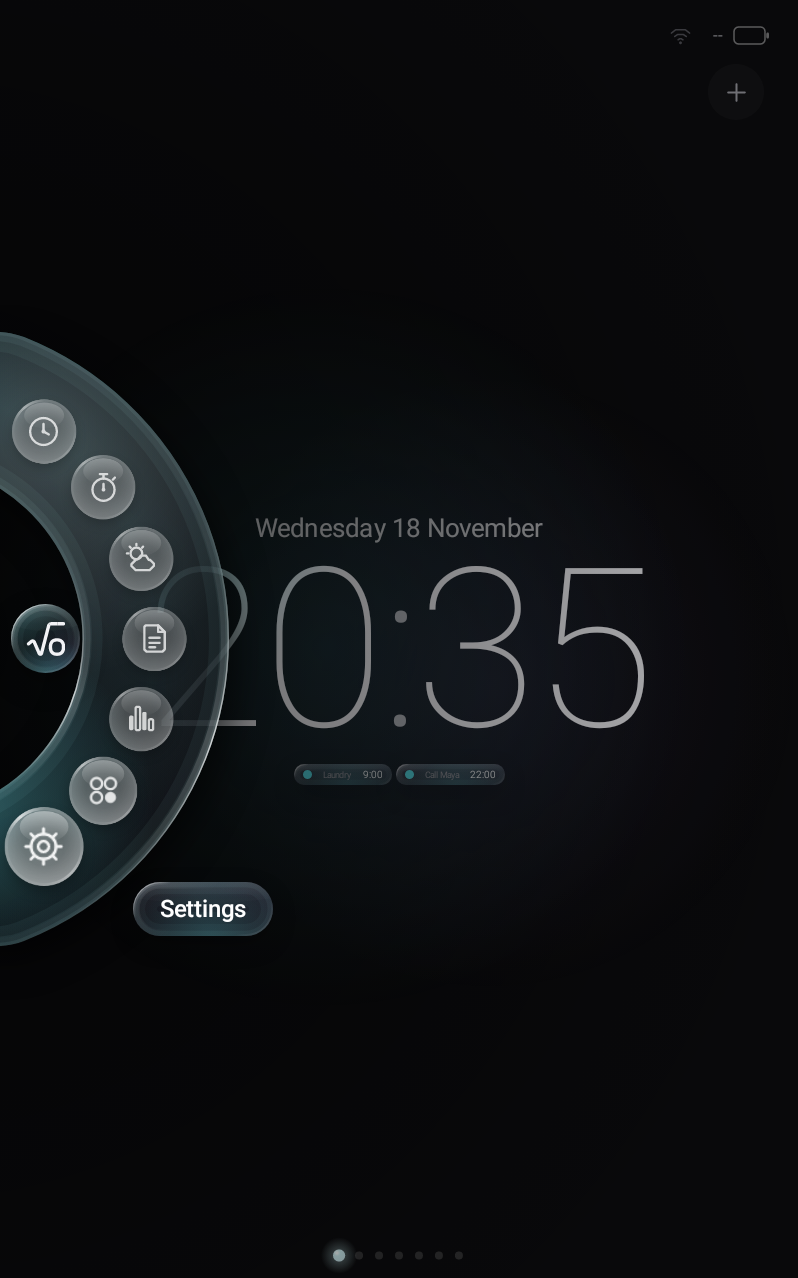 --
Wednesday 18 November
20:35
Laundry 9:00 Call Maya 22:00
√o
Settings